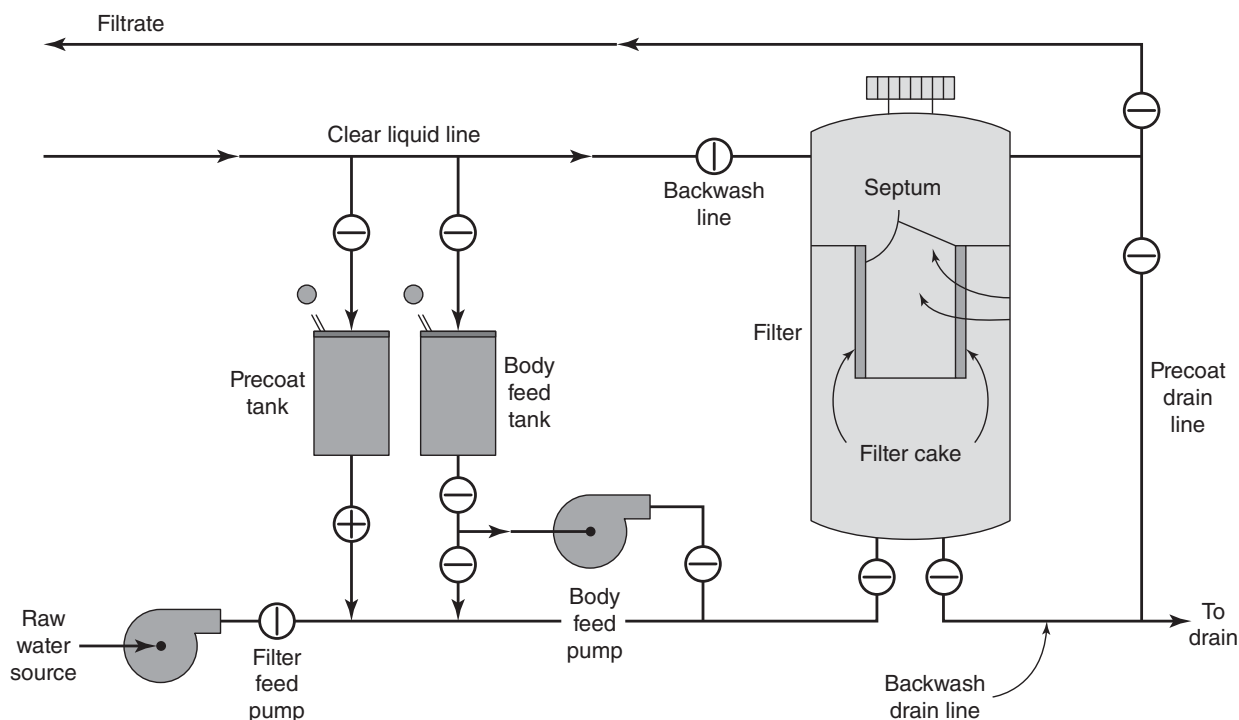 Filtrate
Clear liquid line
Backwash
line
Septum
Filter
Precoat
tank
Body
feed
tank
Precoat
drain
line
Filter cake
Raw
water
source
Filter
feed
pump
Body
feed
pump
To
drain
Backwash
drain line